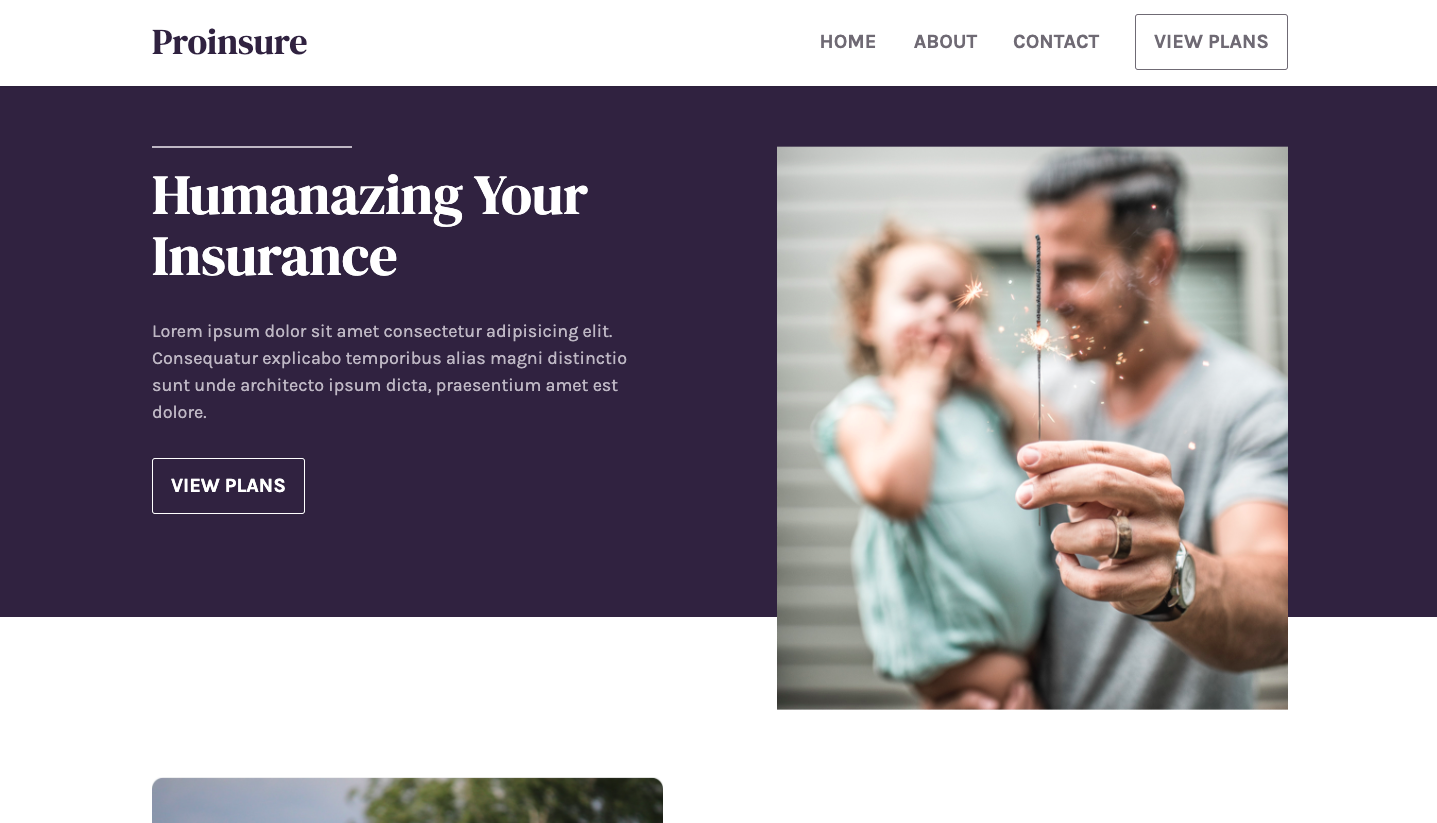 Proinsure
HOME ABOUT CONTACT VIEW PLANS
Humanazing Your
Insurance
Lorem ipsum dolor sit amet consectetur adipisicing elit.
Consequatur explicabo temporibus alias magni distinctio
sunt unde architecto ipsum dicta, praesentium amet est
dolore.
VIEW PLANS